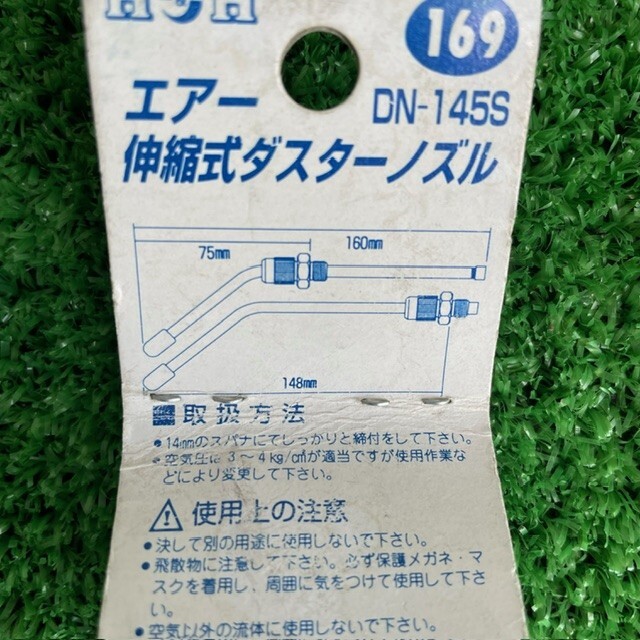 H&H
169
エアー
DN-145S
伸縮式ダスターノズル
75mm
160mm
148mm
取扱方法
•14mmのスパナにてしっかりと締付をして下さい。
•空気圧は3〜4kg/c㎡が適当ですが使用作業な
どにより変更して下さい。
使用上の注意
•決して別の用途に使用しないで下さい。
•飛散物に注意して下さい。必ず保護メガネ·マ
スクを着用し、周囲に気をつけて使用して下さ
い。
•空気以外の流体に使用しないで下さい。